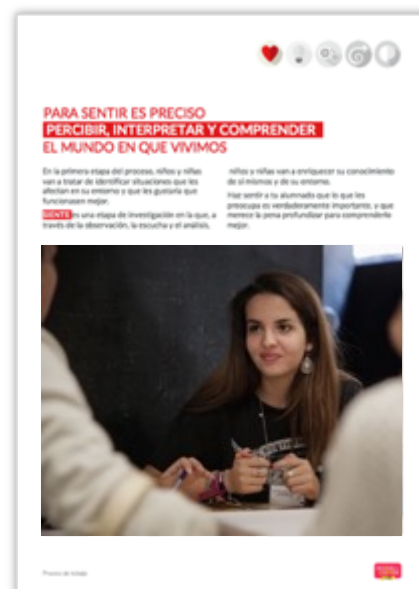 PARA SENTIR ES PRECISO
PERCIBIR, INTERPRETAR Y COMPRENDER
EL MUNDO EN QUE VIVIMOS
En la primera etapa del proceso, niños y niñas
van a tratar de identificar situaciones que les
afectan en su entorno y que les gustaría que
funcionasen mejor.
SIENTE es una etapa de investigación en la que, a
través de la observación, la escucha y el análisis,
niños y niñas van a enriquecer su conocimiento
de sí mismos y de su entorno.
Haz sentir a tu alumnado que lo que les
preocupa es verdaderamente importante, y que
merece la pena profundizar para comprenderlo
mejor.
Proceso de trabajo